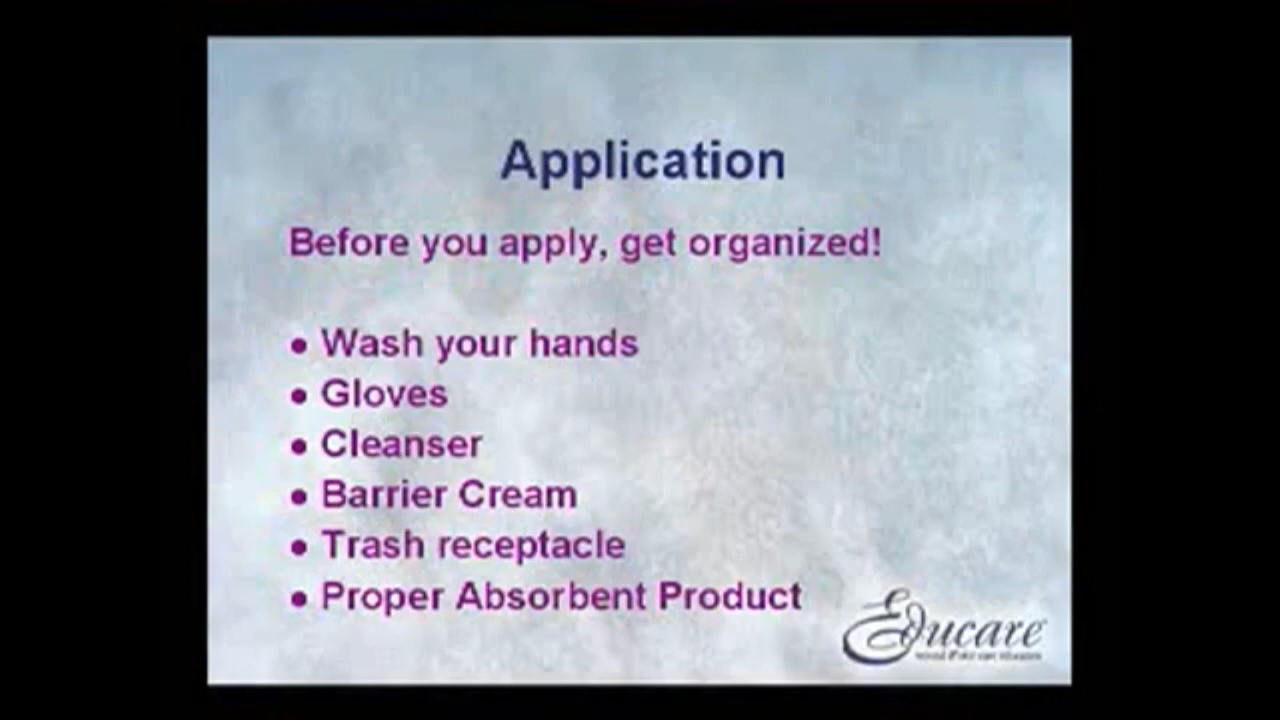 Application
Before you apply, get organized!
● Wash your hands
● Gloves
● Cleanser
● Barrier Cream
● Trash receptacle
● Proper Absorbent Product
Educare